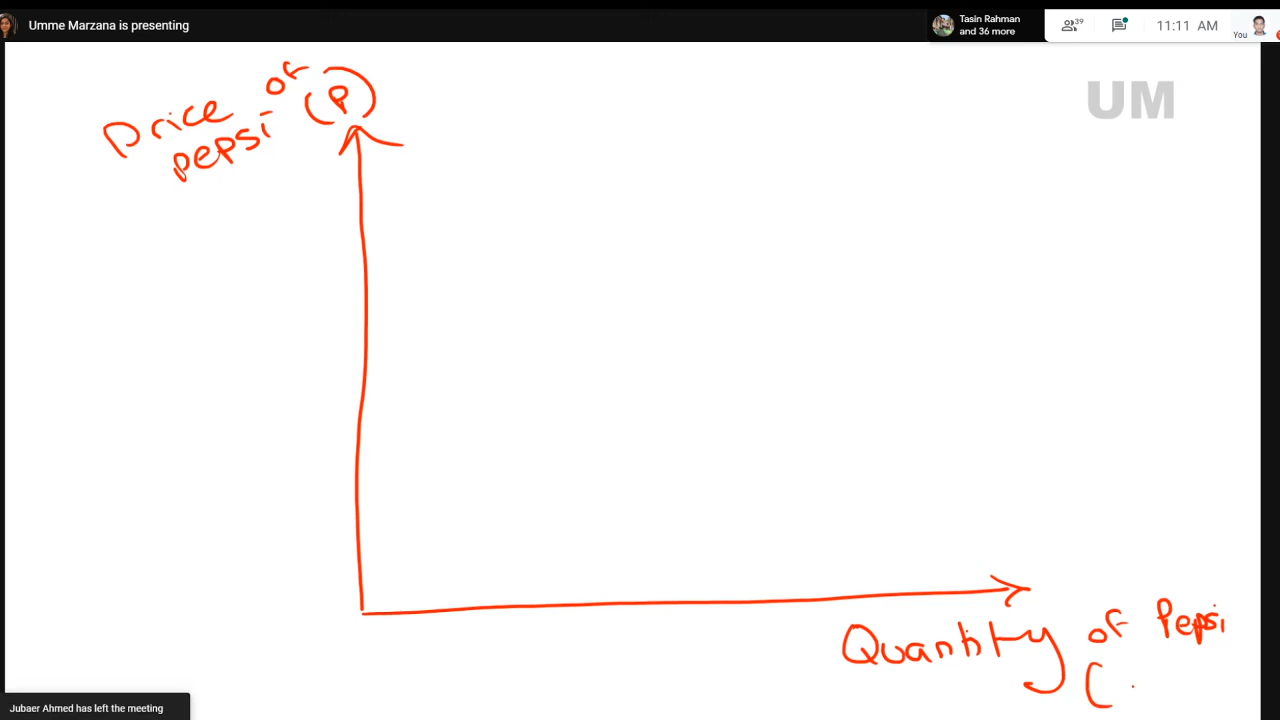 Umme Marzana is presenting
Tasin Rahman
and 36 more
39
11:11 AM
You
UM
Price of
pepsi
(P)
Quantity of Pepsi
(
Jubaer Ahmed has left the meeting